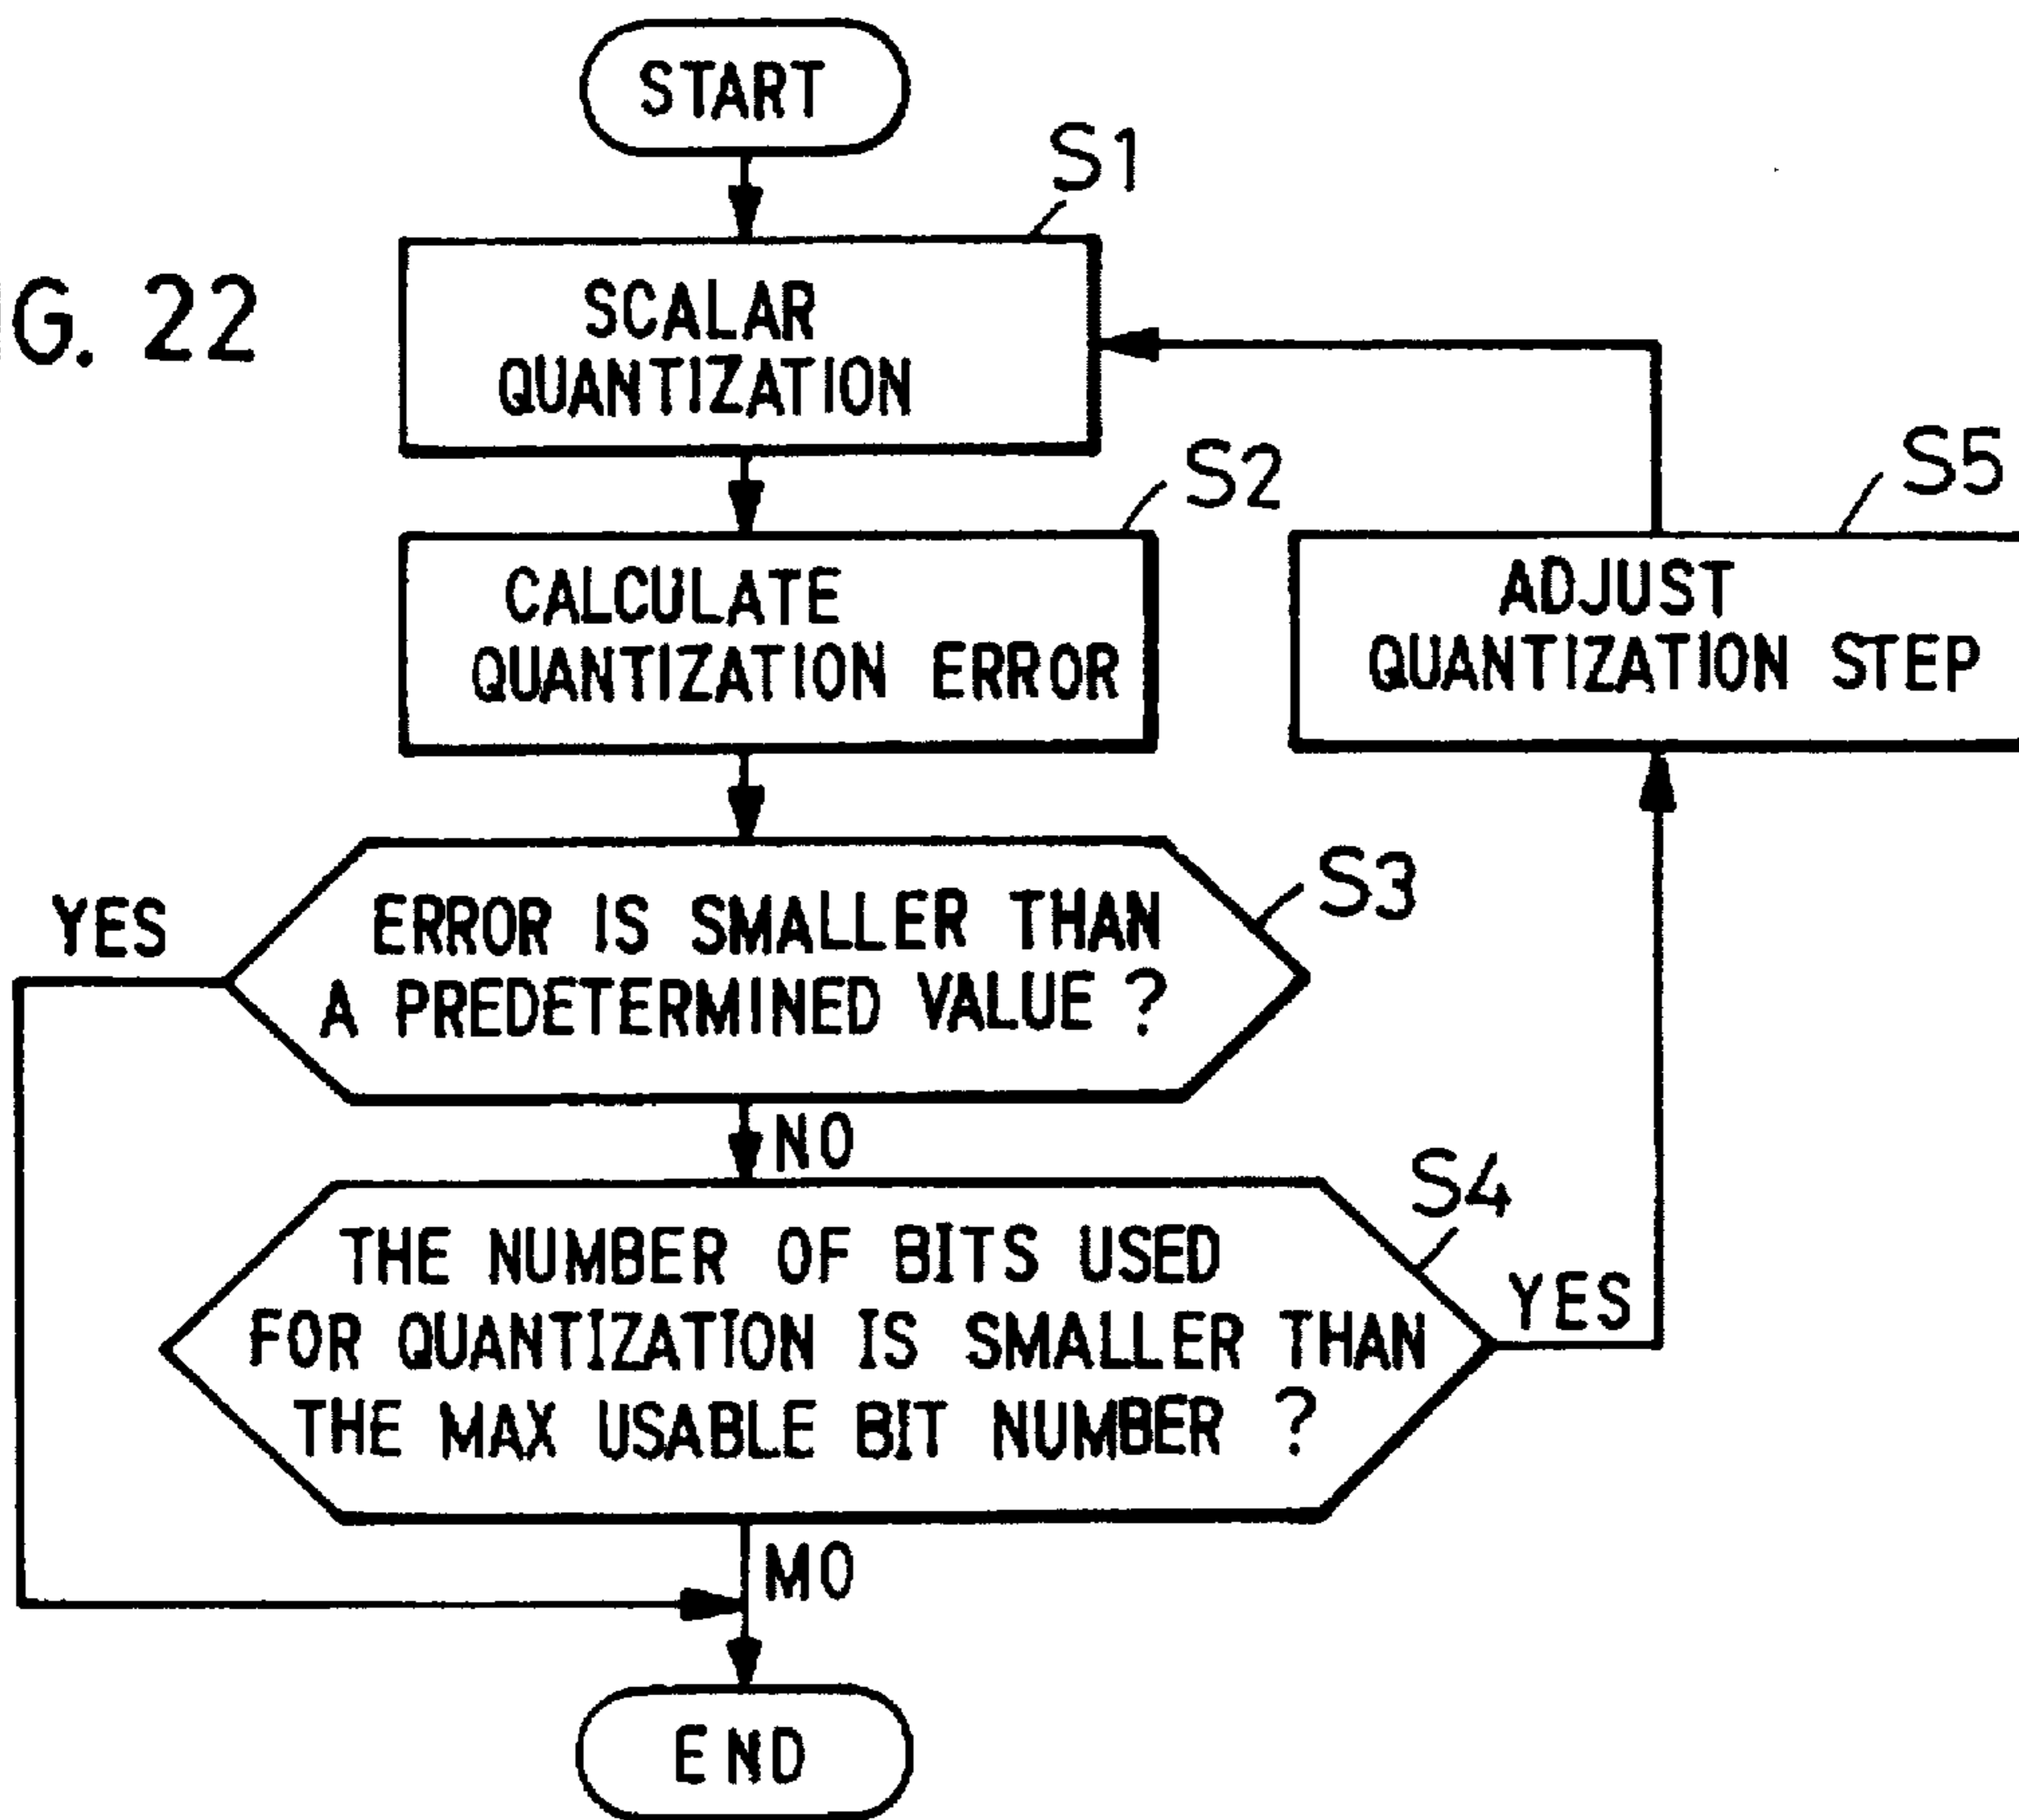 START
S1
G. 22
SCALAR
QUANTIZATION
S2
S5
CALCULATE
QUANTIZATION ERROR
ADJUST
QUANTIZATION STEP
S3
YES
ERROR IS SMALLER THAN
A PREDETERMINED VALUE ?
NO
S4
THE NUMBER OF BITS USED
FOR QUANTIZATION IS SMALLER THAN
THE MAX USABLE BIT NUMBER ?
YES
MO
END